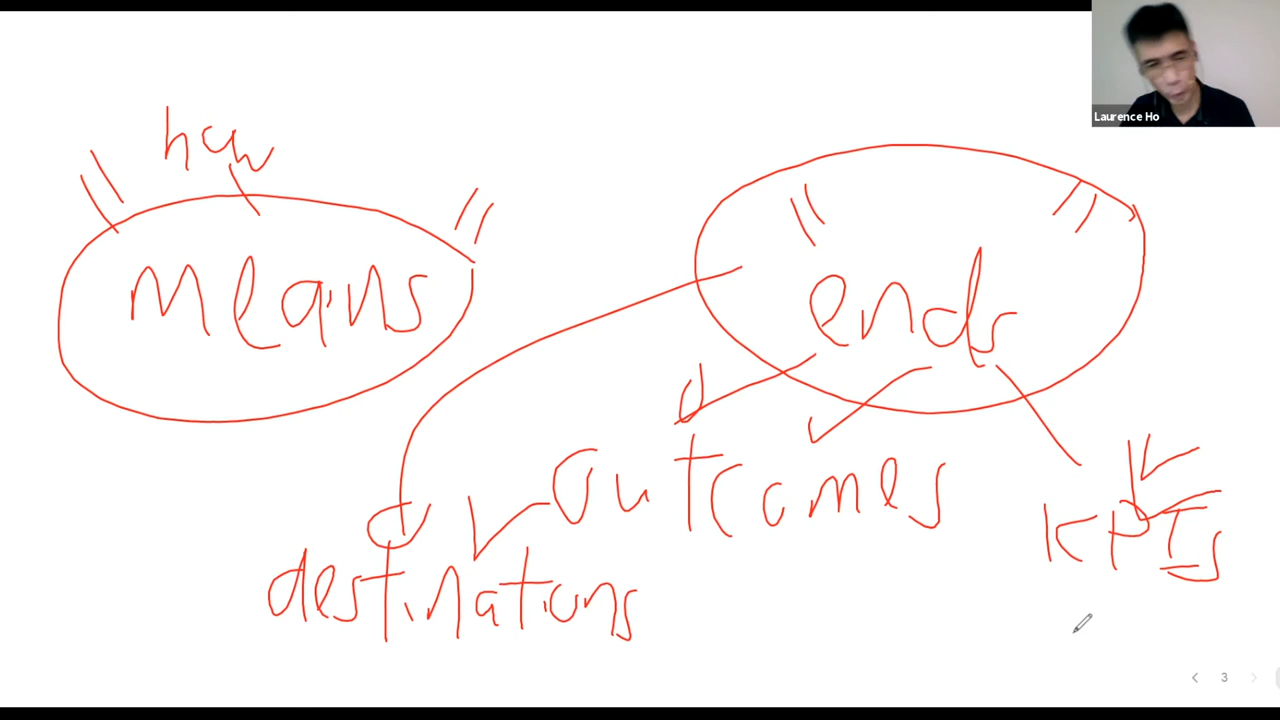 Laurence Ho
how
means
ends
outcomes
KPIs
destinations
3